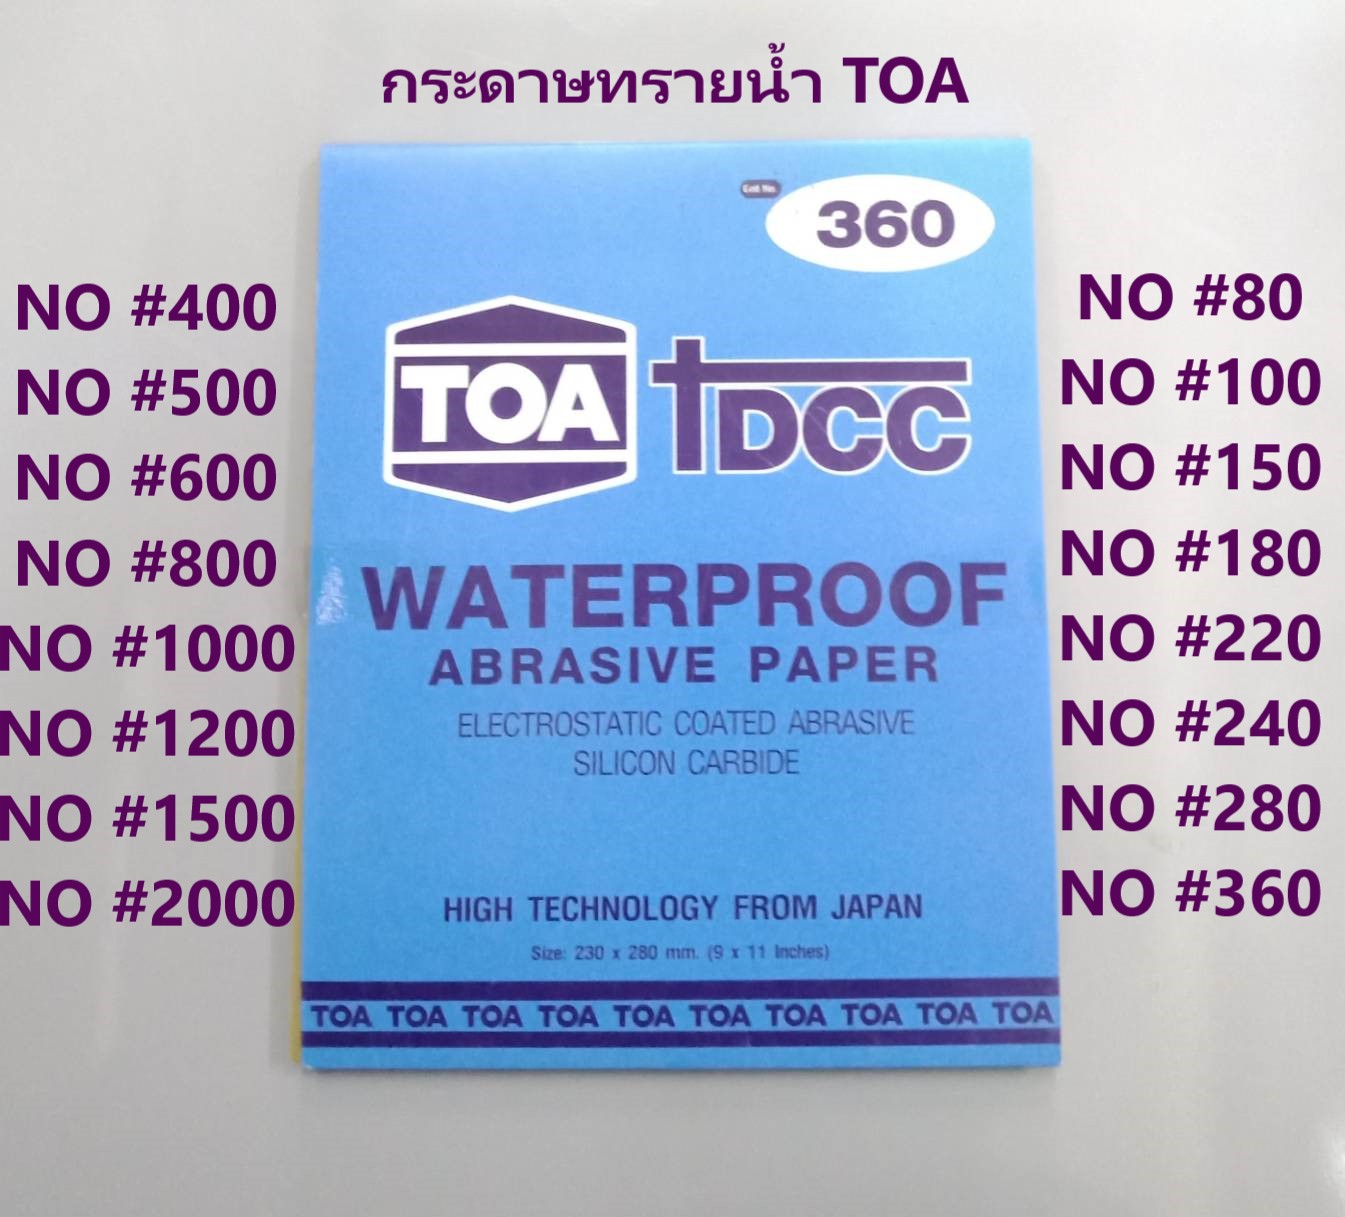 กระดาษทรายน้ำ TOA
Grit No.
360
TOA
TDCC
WATERPROOF
ABRASIVE PAPER
ELECTROSTATIC COATED ABRASIVE
SILICON CARBIDE
HIGH TECHNOLOGY FROM JAPAN
Size: 230 x 280 mm. (9 x 11 Inches)
TOA TOA TOA TOA TOA TOA TOA TOA TOA TOA
NO #400
NO #500
NO #600
NO #800
NO #1000
NO #1200
NO #1500
NO #2000
NO #80
NO #100
NO #150
NO #180
NO #220
NO #240
NO #280
NO #360